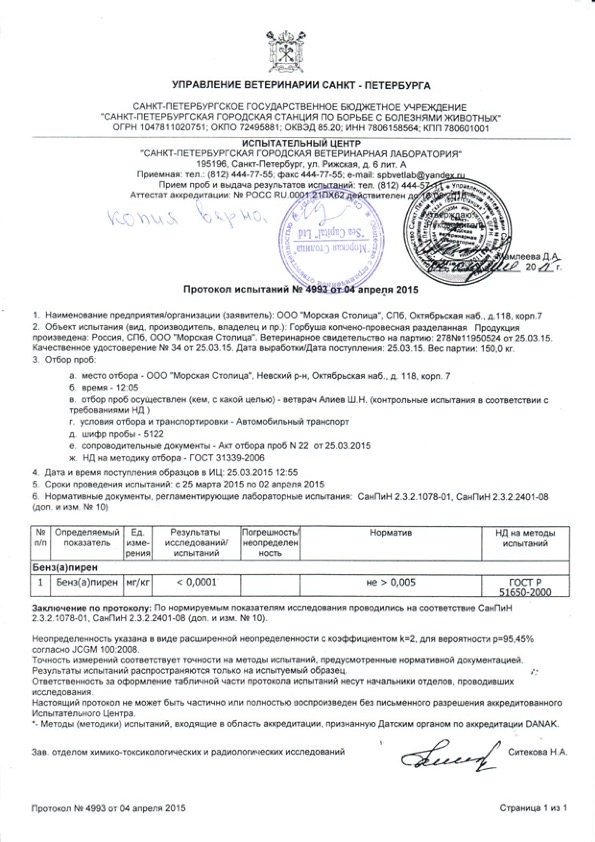 УПРАВЛЕНИЕ ВЕТЕРИНАРИИ САНКТ - ПЕТЕРБУРГА
САНКТ-ПЕТЕРБУРГСКОЕ ГОСУДАРСТВЕННОЕ БЮДЖЕТНОЕ УЧРЕЖДЕНИЕ
"САНКТ-ПЕТЕРБУРГСКАЯ ГОРОДСКАЯ СТАНЦИЯ ПО БОРЬБЕ С БОЛЕЗНЯМИ ЖИВОТНЫХ"
ОГРН 1047811020751; ОКПО 72495881; ОКВЭД 85.20; ИНН 7806158564; КПП 780601001
ИСПЫТАТЕЛЬНЫЙ ЦЕНТР
"САНКТ-ПЕТЕРБУРГСКАЯ ГОРОДСКАЯ ВЕТЕРИНАРНАЯ ЛАБОРАТОРИЯ"
195196, Санкт-Петербург, ул. Рижская, д. 6 лит. А
Приемная: тел.: (812) 444-77-55; факс 444-77-55; e-mail: spbvetlab@yandex.ru
Прием проб и выдача результатов испытаний: тел. (812) 444-57-
Аттестат аккредитации: № РОСС RU.0001.21ПХ62 действителен до
копия верна
"Морская Столица"
"Sea Capital" Ltd
Утверждаю
Руководитель
Мамлеева Д.А.
20 г.
Протокол испытаний № 4993 от 04 апреля 2015
1. Наименование предприятия/организации (заявитель): ООО "Морская Столица", СПб, Октябрьская наб., д.118, корп.7
2. Объект испытания (вид, производитель, владелец и пр.): Горбуша копчено-провесная разделанная Продукция
произведена: Россия, СПб, ООО "Морская Столица". Ветеринарное свидетельство на партию: 278№11950524 от 25.03.15.
Качественное удостоверение № 34 от 25.03.15. Дата выработки/Дата поступления: 25.03.15. Вес партии: 150,0 кг.
3. Отбор проб:
а. место отбора - ООО "Морская Столица", Невский р-н, Октябрьская наб., д. 118, корп. 7
б. время - 12:05
в. отбор проб осуществлен (кем, с какой целью) - ветврач Алиев Ш.Н. (контрольные испытания в соответствии с
требованиями НД )
г. условия отбора и транспортировки - Автомобильный транспорт
д. шифр пробы - 5122
е. сопроводительные документы - Акт отбора проб N 22 от 25.03.2015
ж. НД на методику отбора - ГОСТ 31339-2006
4. Дата и время поступления образцов в ИЦ: 25.03.2015 12:55
5. Сроки проведения испытаний: с 25 марта 2015 по 02 апреля 2015
6. Нормативные документы, регламентирующие лабораторные испытания: СанПиН 2.3.2.1078-01, СанПиН 2.3.2.2401-08
(доп. и изм. № 10)
№ п/п Определяемый показатель Ед. изме-рения Результаты исследований/испытаний Погрешность/неопределенность Норматив НД на методы испытаний
Бенз(а)пирен
1 Бенз(а)пирен мг/кг < 0,0001 не > 0,005 ГОСТ Р 51650-2000
Заключение по протоколу: По нормируемым показателям исследования проводились на соответствие СанПиН
2.3.2.1078-01, СанПиН 2.3.2.2401-08 (доп. и изм. № 10).
Неопределенность указана в виде расширенной неопределенности с коэффициентом k=2, для вероятности p=95,45%
согласно JCGM 100:2008.
Точность измерений соответствует точности на методы испытаний, предусмотренные нормативной документацией.
Результаты испытаний распространяются только на испытуемый образец.
Ответственность за оформление табличной части протокола испытаний несут начальники отделов, проводивших
исследования.
Настоящий протокол не может быть частично или полностью воспроизведен без письменного разрешения аккредитованного
Испытательного Центра.
*- Методы (методики) испытаний, входящие в область аккредитации, признанную Датским органом по аккредитации DANAK.
Зав. отделом химико-токсикологических и радиологических исследований Ситекова Н.А.
Протокол № 4993 от 04 апреля 2015 Страница 1 из 1